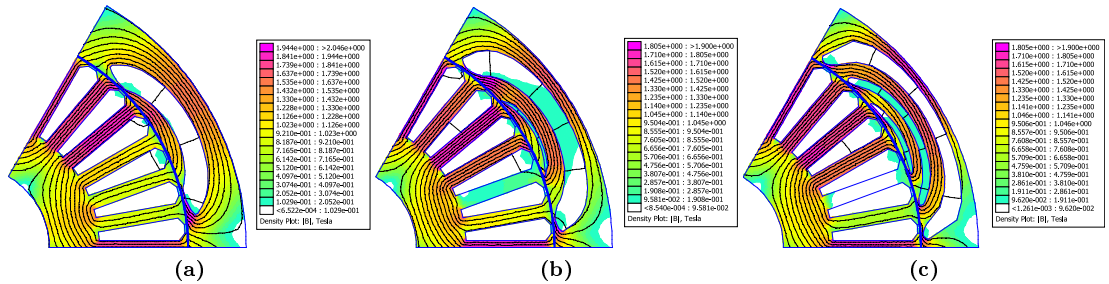 1.944e+000 : >2.046e+000
1.841e+000 : 1.944e+000
1.739e+000 : 1.841e+000
1.637e+000 : 1.739e+000
1.535e+000 : 1.637e+000
1.432e+000 : 1.535e+000
1.330e+000 : 1.432e+000
1.228e+000 : 1.330e+000
1.126e+000 : 1.228e+000
1.023e+000 : 1.126e+000
9.210e-001 : 1.023e+000
8.187e-001 : 9.210e-001
7.165e-001 : 8.187e-001
6.142e-001 : 7.165e-001
5.120e-001 : 6.142e-001
4.097e-001 : 5.120e-001
3.074e-001 : 4.097e-001
2.052e-001 : 3.074e-001
1.029e-001 : 2.052e-001
<6.522e-004 : 1.029e-001
Density Plot: |B|, Tesla
(a)
1.805e+000 : >1.900e+000
1.710e+000 : 1.805e+000
1.615e+000 : 1.710e+000
1.520e+000 : 1.615e+000
1.425e+000 : 1.520e+000
1.330e+000 : 1.425e+000
1.235e+000 : 1.330e+000
1.140e+000 : 1.235e+000
1.045e+000 : 1.140e+000
9.504e-001 : 1.045e+000
8.555e-001 : 9.504e-001
7.605e-001 : 8.555e-001
6.656e-001 : 7.605e-001
5.706e-001 : 6.656e-001
4.756e-001 : 5.706e-001
3.807e-001 : 4.756e-001
2.857e-001 : 3.807e-001
1.908e-001 : 2.857e-001
9.581e-002 : 1.908e-001
<8.540e-004 : 9.581e-002
Density Plot: |B|, Tesla
(b)
1.805e+000 : >1.900e+000
1.710e+000 : 1.805e+000
1.615e+000 : 1.710e+000
1.520e+000 : 1.615e+000
1.425e+000 : 1.520e+000
1.330e+000 : 1.425e+000
1.236e+000 : 1.330e+000
1.141e+000 : 1.236e+000
1.046e+000 : 1.141e+000
9.506e-001 : 1.046e+000
8.557e-001 : 9.506e-001
7.608e-001 : 8.557e-001
6.658e-001 : 7.608e-001
5.709e-001 : 6.658e-001
4.759e-001 : 5.709e-001
3.810e-001 : 4.759e-001
2.861e-001 : 3.810e-001
1.911e-001 : 2.861e-001
9.620e-002 : 1.911e-001
<1.261e-003 : 9.620e-002
Density Plot: |B|, Tesla
(c)